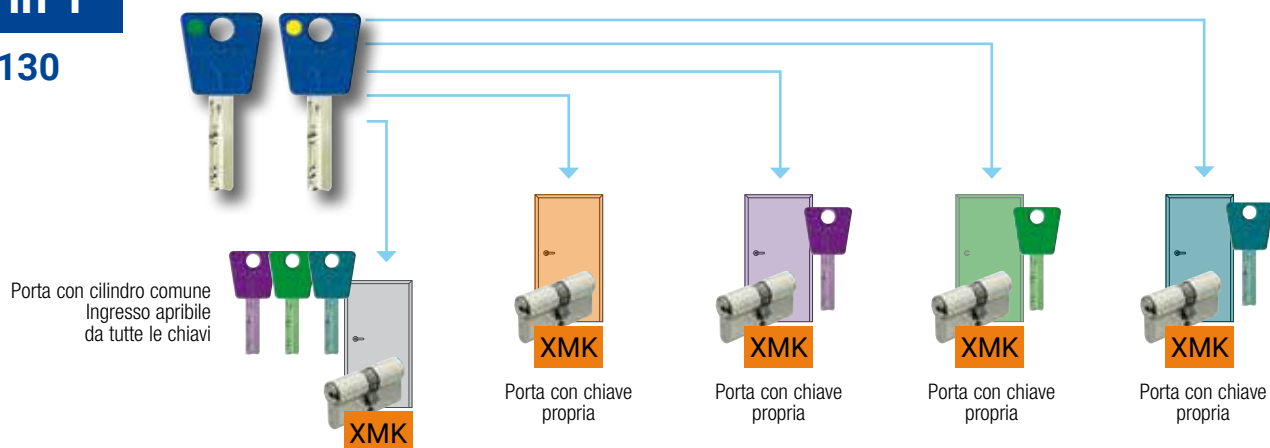 in 1
130
Porta con cilindro comune
Ingresso apribile
da tutte le chiavi
XMK
XMK
Porta con chiave
propria
XMK
Porta con chiave
propria
XMK
Porta con chiave
propria
XMK
Porta con chiave
propria